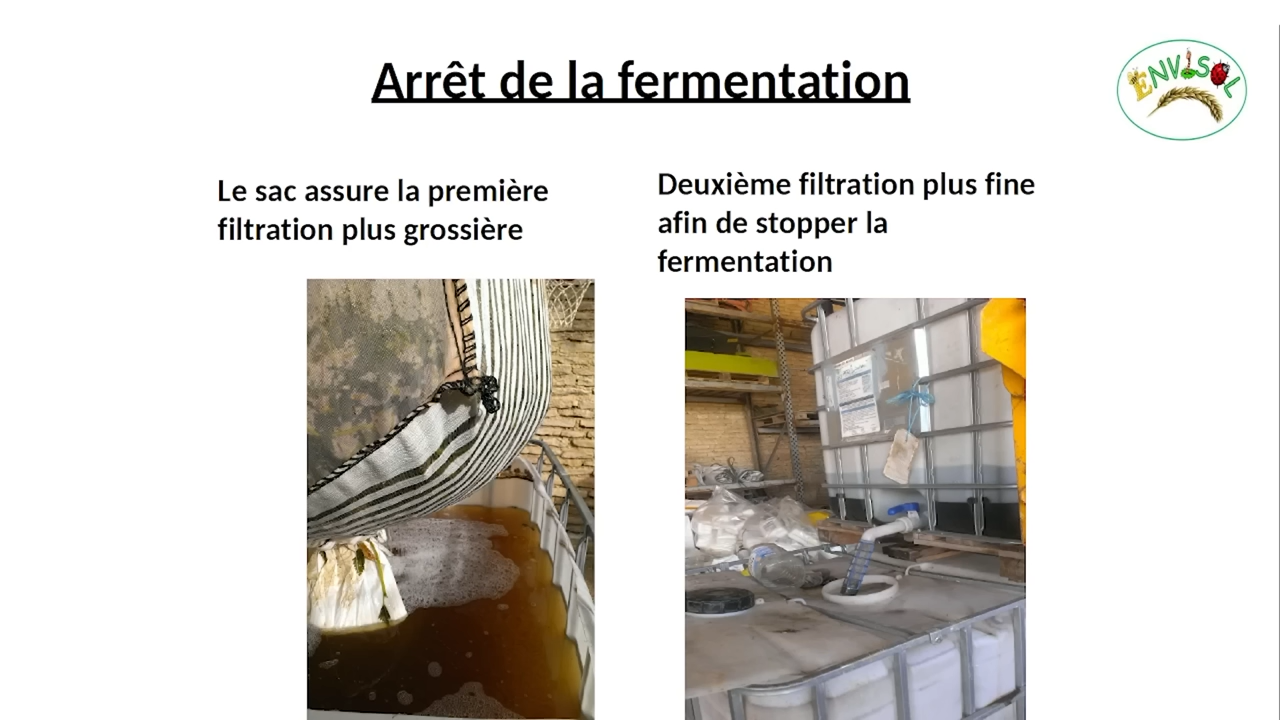 Arrêt de la fermentation
ENVISOL
Le sac assure la première
filtration plus grossière
Deuxième filtration plus fine
afin de stopper la
fermentation